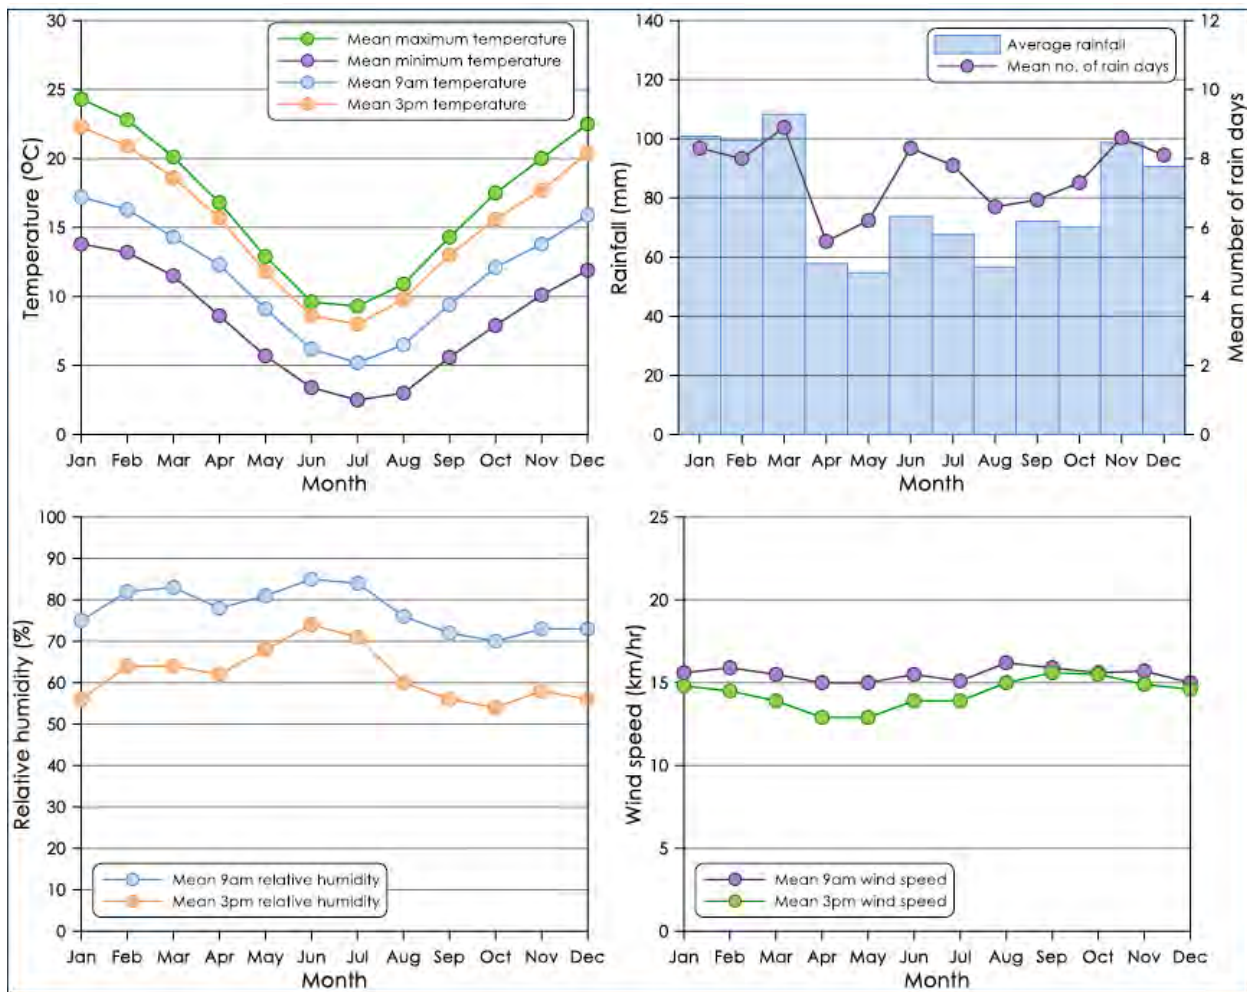 30
25
20
15
10
5
0
Temperature (ºC)
Mean maximum temperature
Mean minimum temperature
Mean 9am temperature
Mean 3pm temperature
Jan Feb Mar Apr May Jun Jul Aug Sep Oct Nov Dec
Month
140
120
100
80
60
40
20
0
Rainfall (mm)
Average rainfall
Mean no. of rain days
12
10
8
6
4
2
0
Mean number of rain days
Jan Feb Mar Apr May Jun Jul Aug Sep Oct Nov Dec
Month
100
90
80
70
60
50
40
30
20
10
0
Relative humidity (%)
Mean 9am relative humidity
Mean 3pm relative humidity
Jan Feb Mar Apr May Jun Jul Aug Sep Oct Nov Dec
Month
25
20
15
10
5
0
Wind speed (km/hr)
Mean 9am wind speed
Mean 3pm wind speed
Jan Feb Mar Apr May Jun Jul Aug Sep Oct Nov Dec
Month